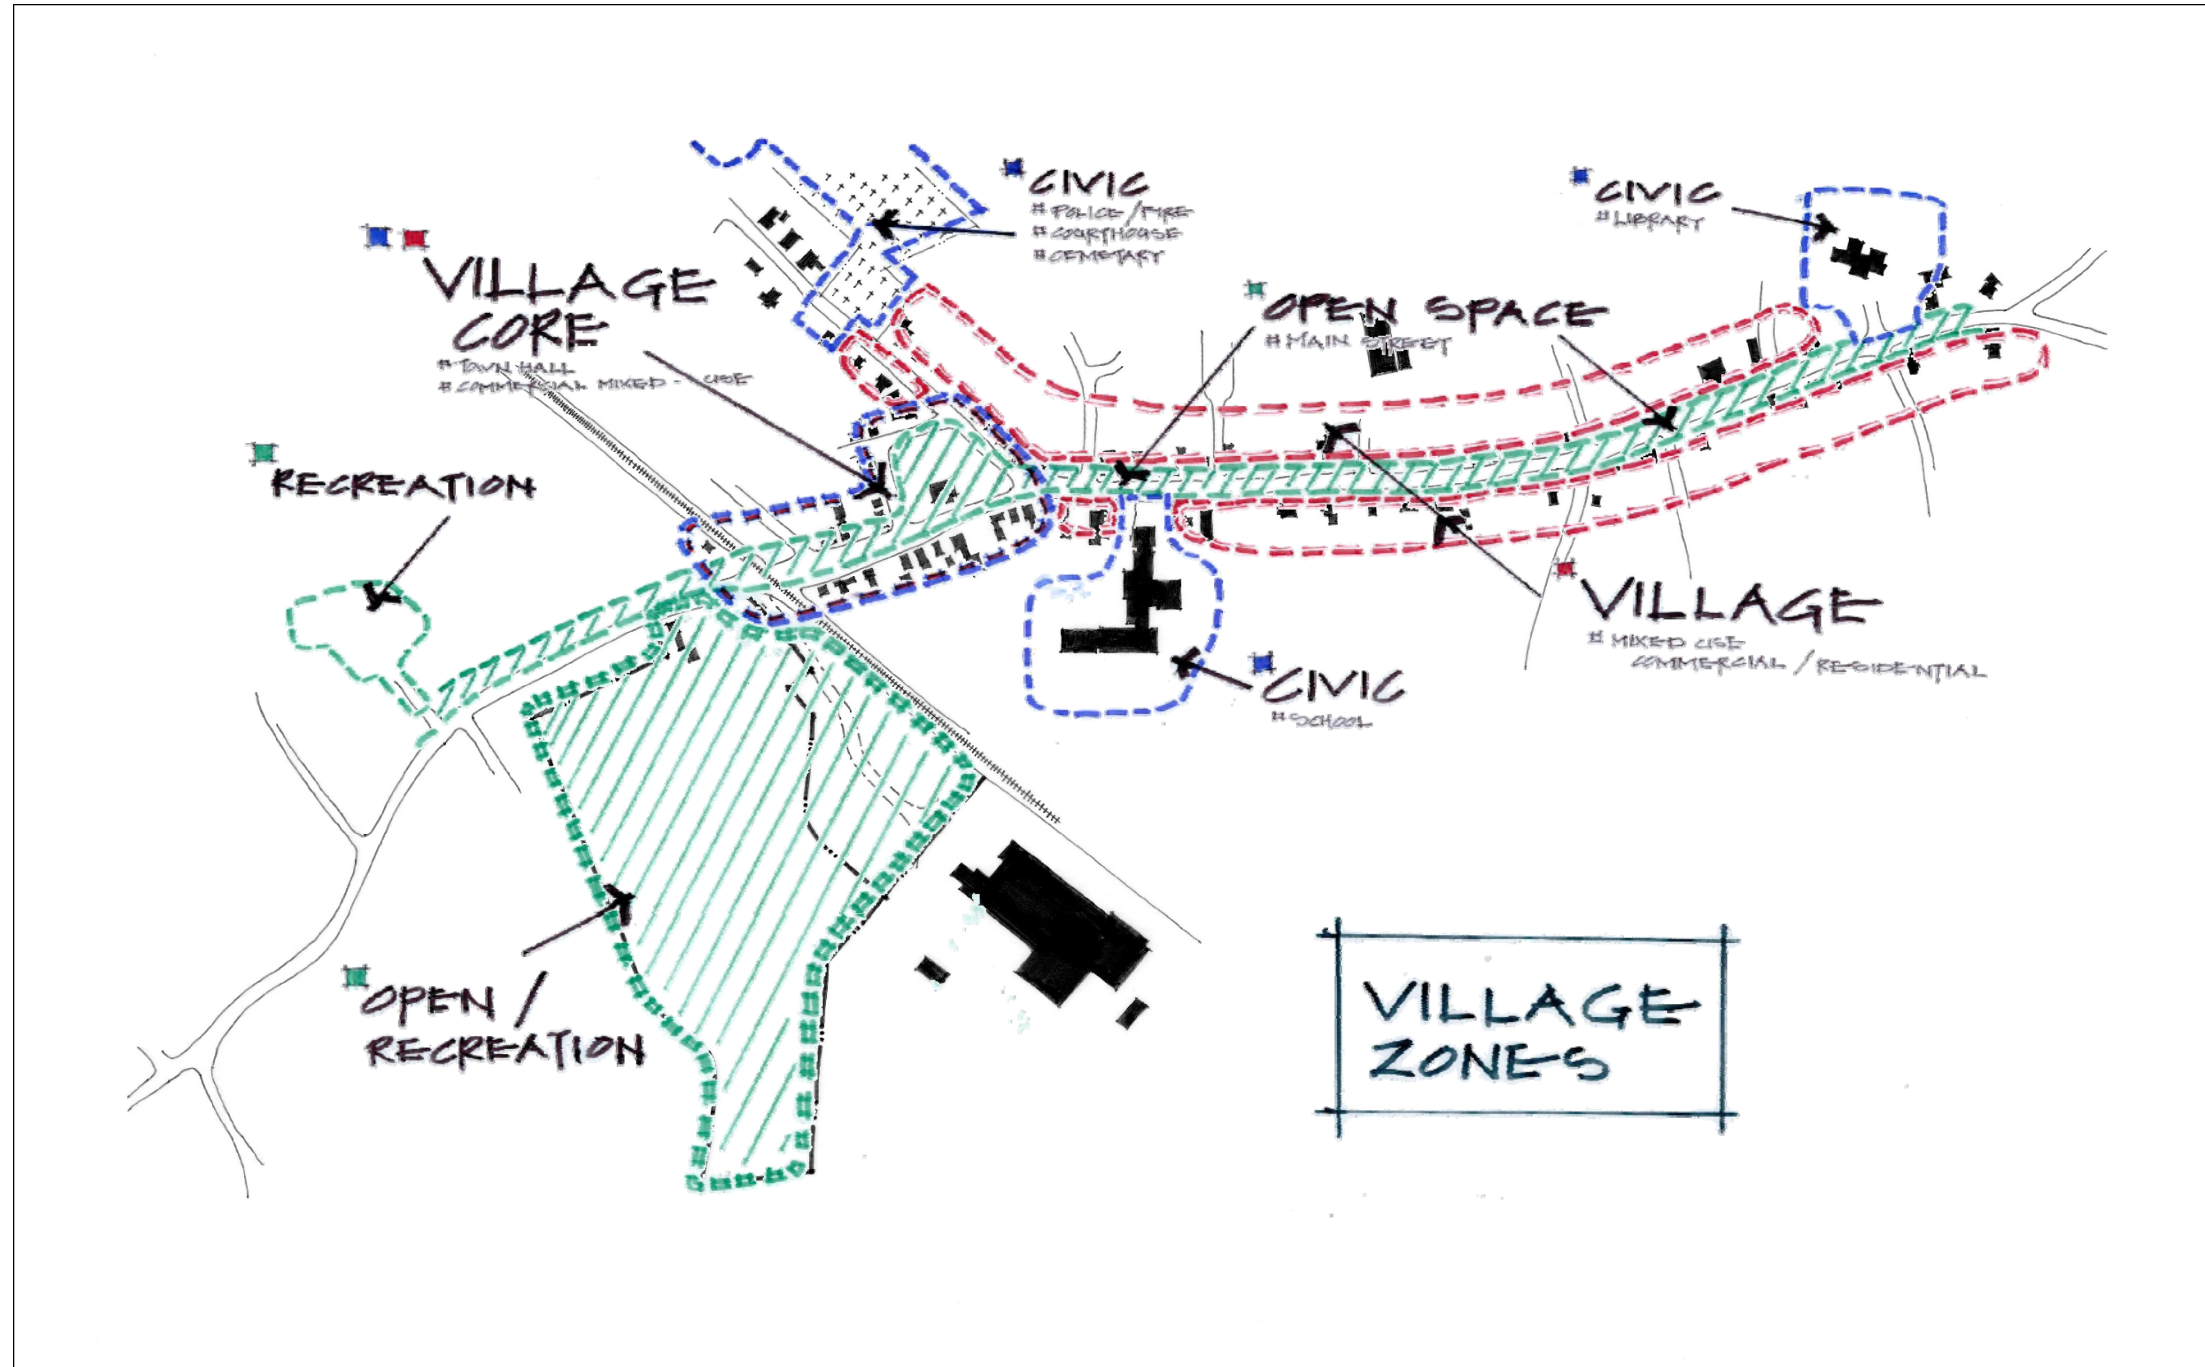 CIVIC
# POLICE/FIRE
# COURTHOUSE
# CEMETARY
CIVIC
# LIBRARY
VILLAGE
CORE
# TOWN HALL
# COMMERCIAL MIXED - USE
OPEN SPACE
# MAIN STREET
RECREATION
VILLAGE
# MIXED USE
COMMERCIAL / RESIDENTIAL
CIVIC
# SCHOOL
OPEN /
RECREATION
VILLAGE
ZONES